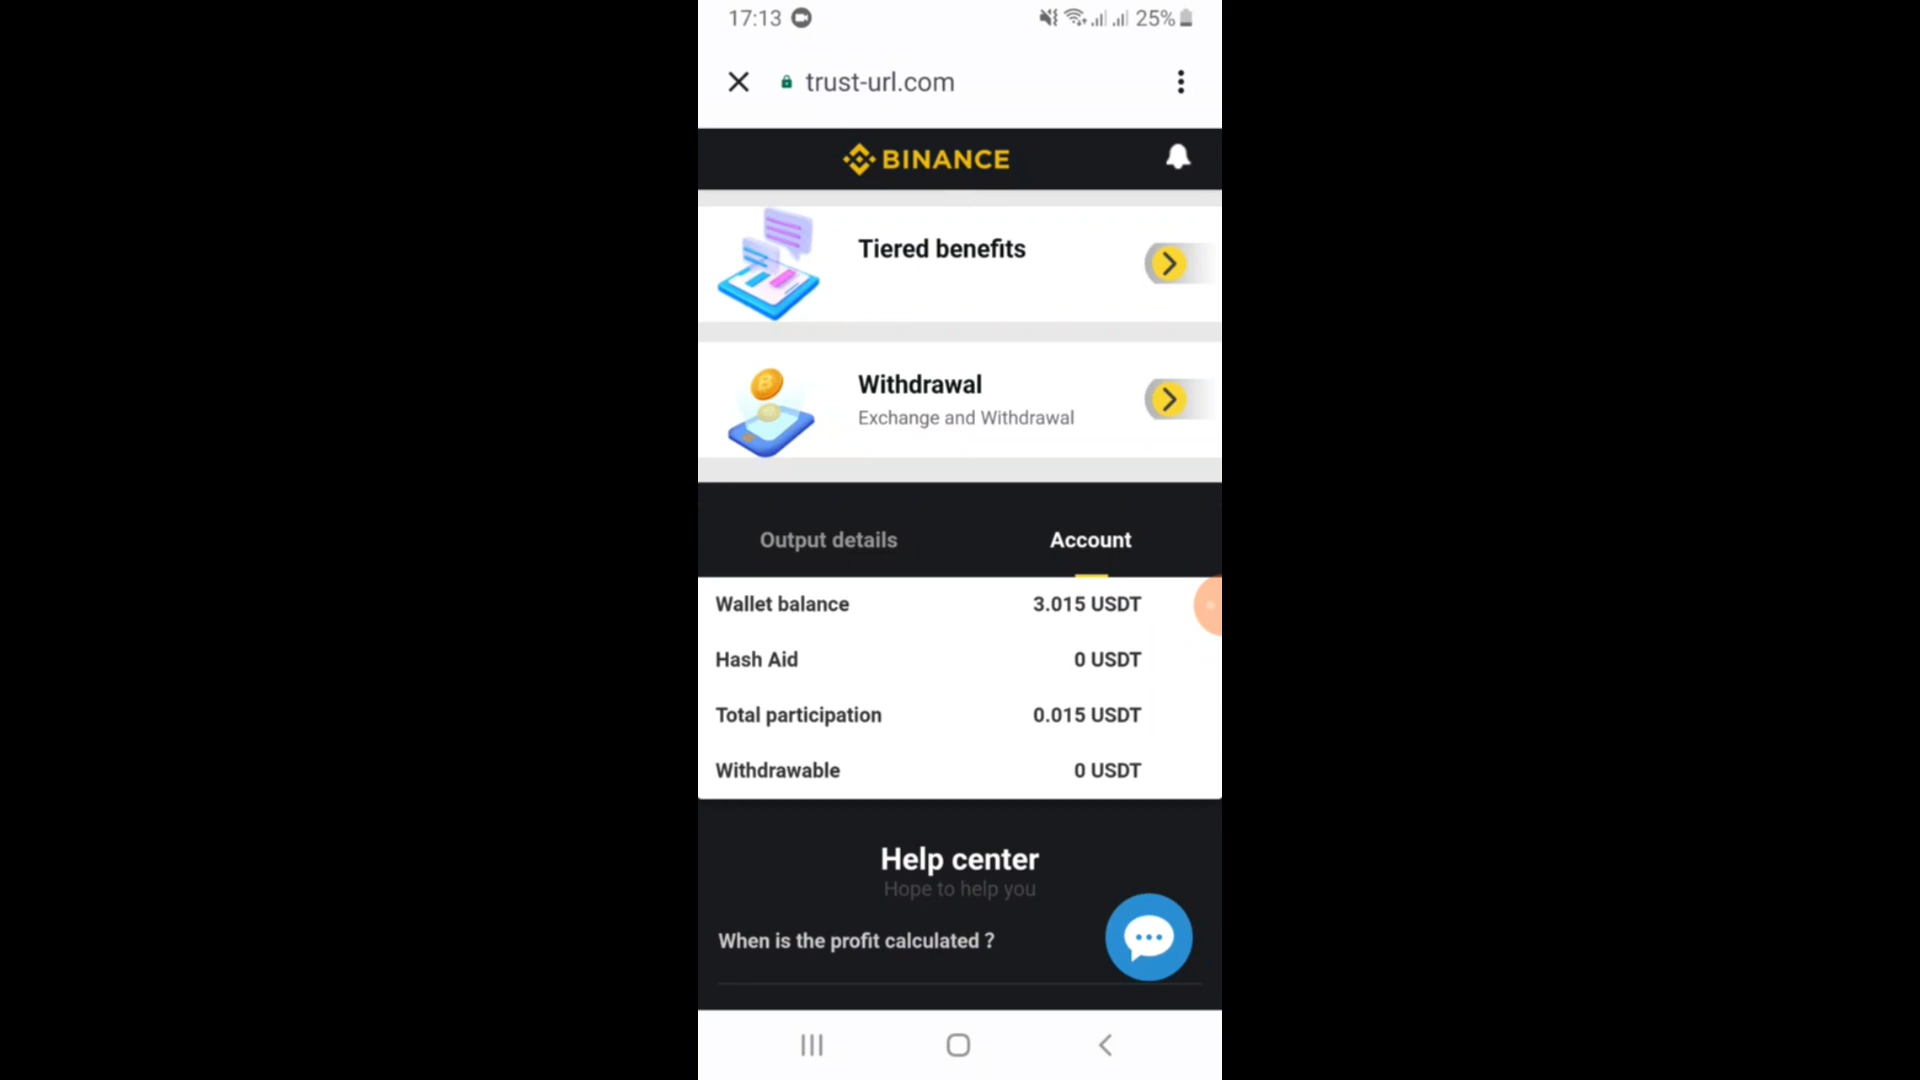 17:13
25%
trust-url.com
BINANCE
Tiered benefits
Withdrawal
Exchange and Withdrawal
Output details
Account
Wallet balance 3.015 USDT
Hash Aid 0 USDT
Total participation 0.015 USDT
Withdrawable 0 USDT
Help center
Hope to help you
When is the profit calculated ?